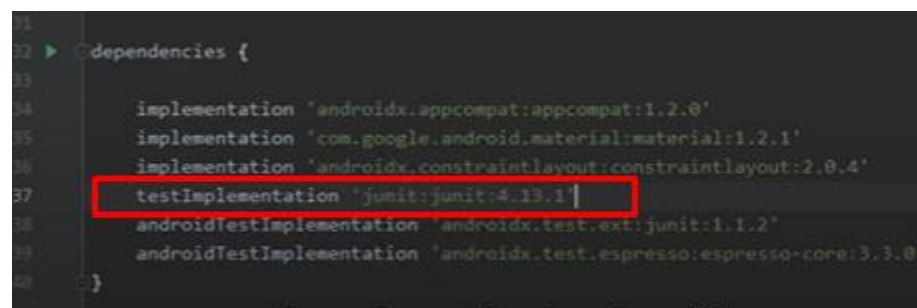 31
32 dependencies {
33
34 implementation 'androidx.appcompat:appcompat:1.2.0'
35 implementation 'com.google.android.material:material:1.2.1'
36 implementation 'androidx.constraintlayout:constraintlayout:2.0.4'
37 testImplementation 'junit:junit:4.13.1'
38 androidTestImplementation 'androidx.test.ext:junit:1.1.2'
39 androidTestImplementation 'androidx.test.espresso:espresso-core:3.3.0
40 }